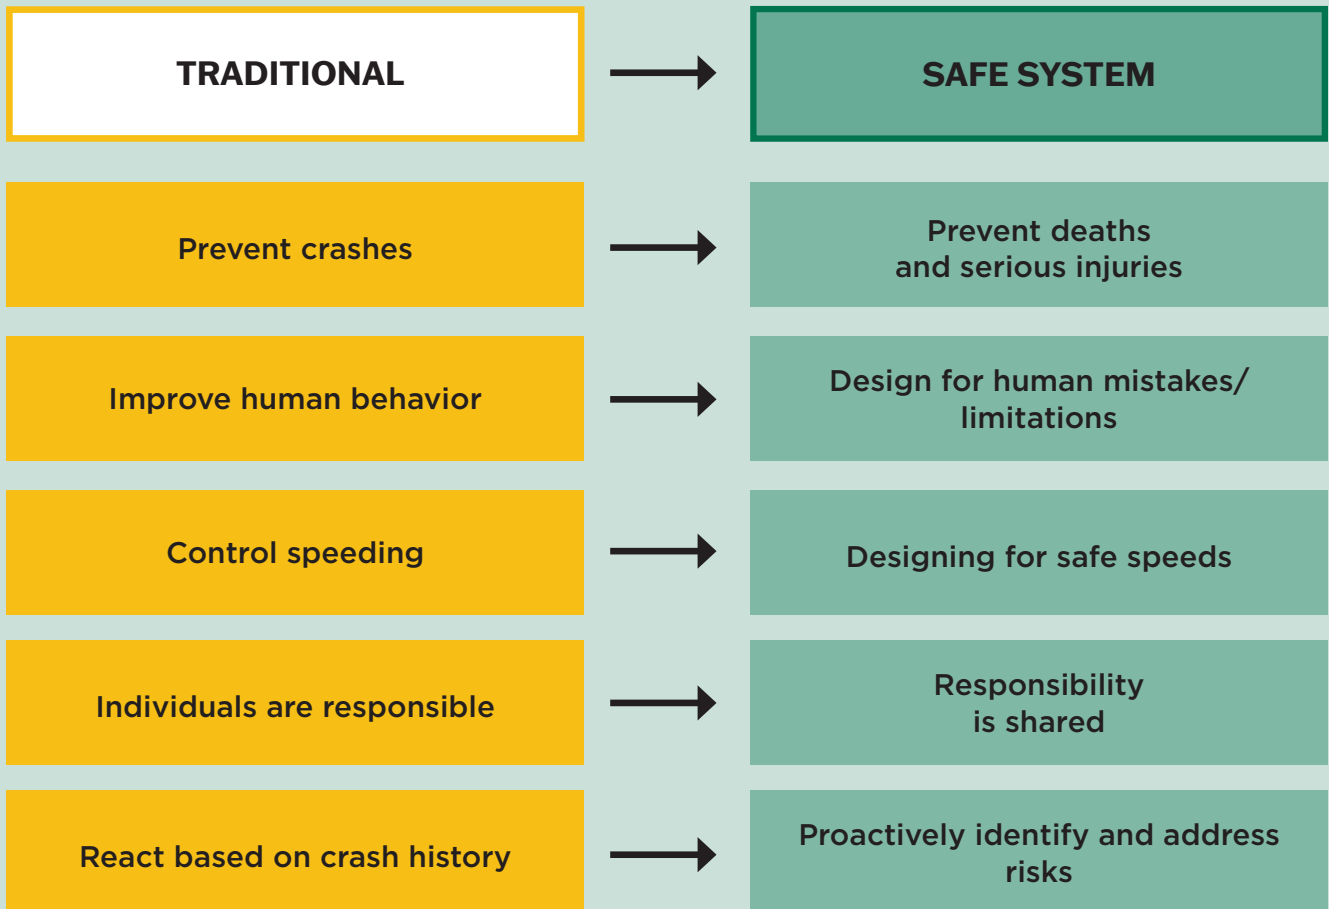 TRADITIONAL
SAFE SYSTEM
Prevent crashes
Prevent deaths
and serious injuries
Improve human behavior
Design for human mistakes/
limitations
Control speeding
Designing for safe speeds
Individuals are responsible
Responsibility
is shared
React based on crash history
Proactively identify and address
risks